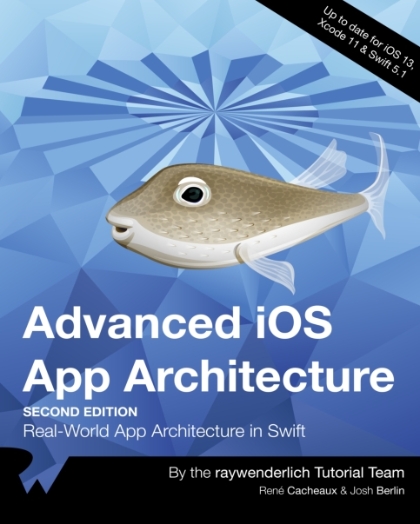 Up to date for iOS 13,
Xcode 11 & Swift 5.1
Advanced iOS
App Architecture
SECOND EDITION
Real-World App Architecture in Swift
By the raywenderlich Tutorial Team
René Cacheaux & Josh Berlin